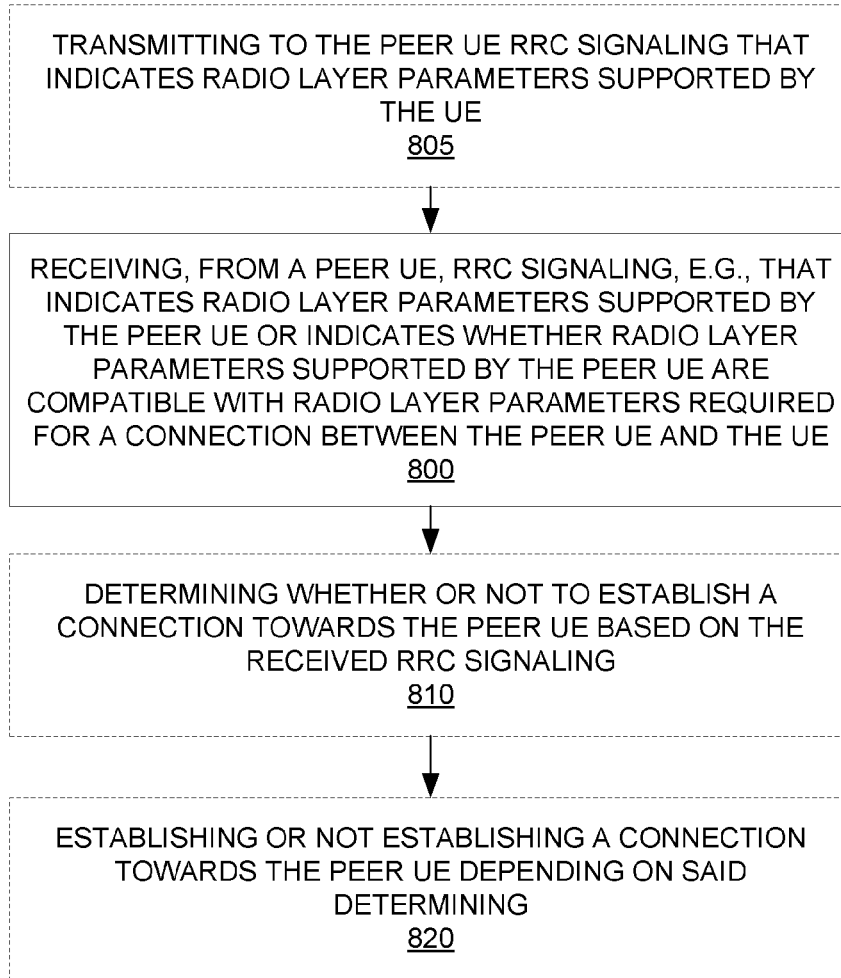 TRANSMITTING TO THE PEER UE RRC SIGNALING THAT
INDICATES RADIO LAYER PARAMETERS SUPPORTED BY
THE UE
805
RECEIVING, FROM A PEER UE, RRC SIGNALING, E.G., THAT
INDICATES RADIO LAYER PARAMETERS SUPPORTED BY
THE PEER UE OR INDICATES WHETHER RADIO LAYER
PARAMETERS SUPPORTED BY THE PEER UE ARE
COMPATIBLE WITH RADIO LAYER PARAMETERS REQUIRED
FOR A CONNECTION BETWEEN THE PEER UE AND THE UE
800
DETERMINING WHETHER OR NOT TO ESTABLISH A
CONNECTION TOWARDS THE PEER UE BASED ON THE
RECEIVED RRC SIGNALING
810
ESTABLISHING OR NOT ESTABLISHING A CONNECTION
TOWARDS THE PEER UE DEPENDING ON SAID
DETERMINING
820